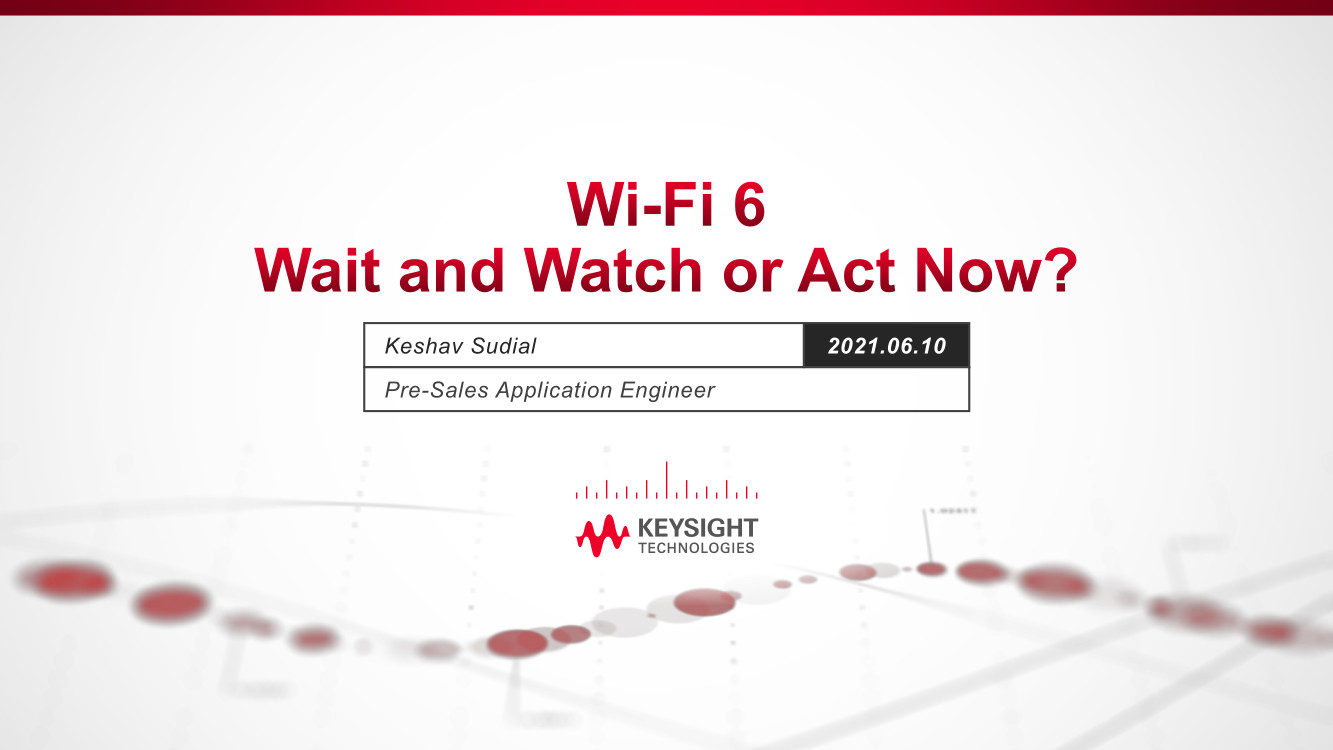 Wi-Fi 6
Wait and Watch or Act Now?
Keshav Sudial
2021.06.10
Pre-Sales Application Engineer
KEYSIGHT
TECHNOLOGIES